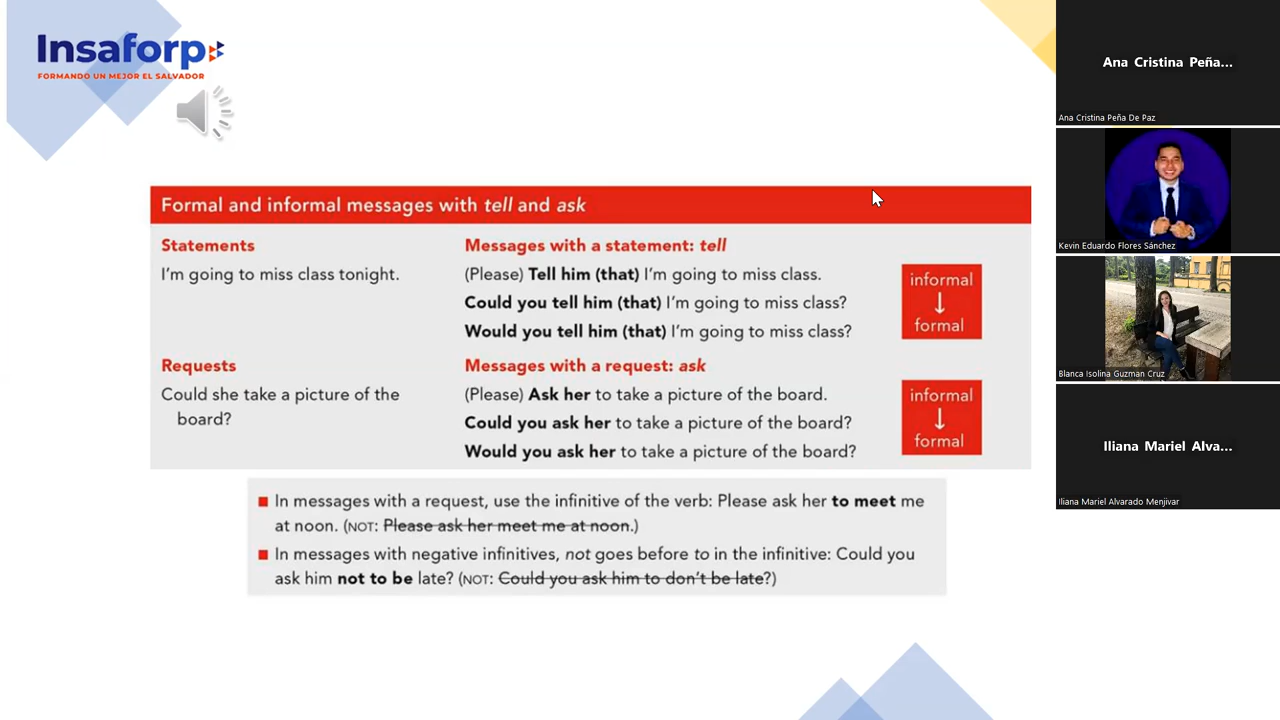 Insaforp
FORMANDO UN MEJOR EL SALVADOR
Formal and informal messages with tell and ask
Statements
I'm going to miss class tonight.
Messages with a statement: tell
(Please) Tell him (that) I'm going to miss class.
Could you tell him (that) I'm going to miss class?
Would you tell him (that) I'm going to miss class?
informal
↓
formal
Requests
Could she take a picture of the
board?
Messages with a request: ask
(Please) Ask her to take a picture of the board.
Could you ask her to take a picture of the board?
Would you ask her to take a picture of the board?
informal
↓
formal
In messages with a request, use the infinitive of the verb: Please ask her to meet me
at noon. (NOT: Please ask her meet me at noon.)
In messages with negative infinitives, not goes before to in the infinitive: Could you
ask him not to be late? (NOT: Could you ask him to don't be late?)
Ana Cristina Peña...
Ana Cristina Peña De Paz
Kevin Eduardo Flores Sánchez
Blanca Isolina Guzman Cruz
Iliana Mariel Alva...
Iliana Mariel Alvarado Menjivar